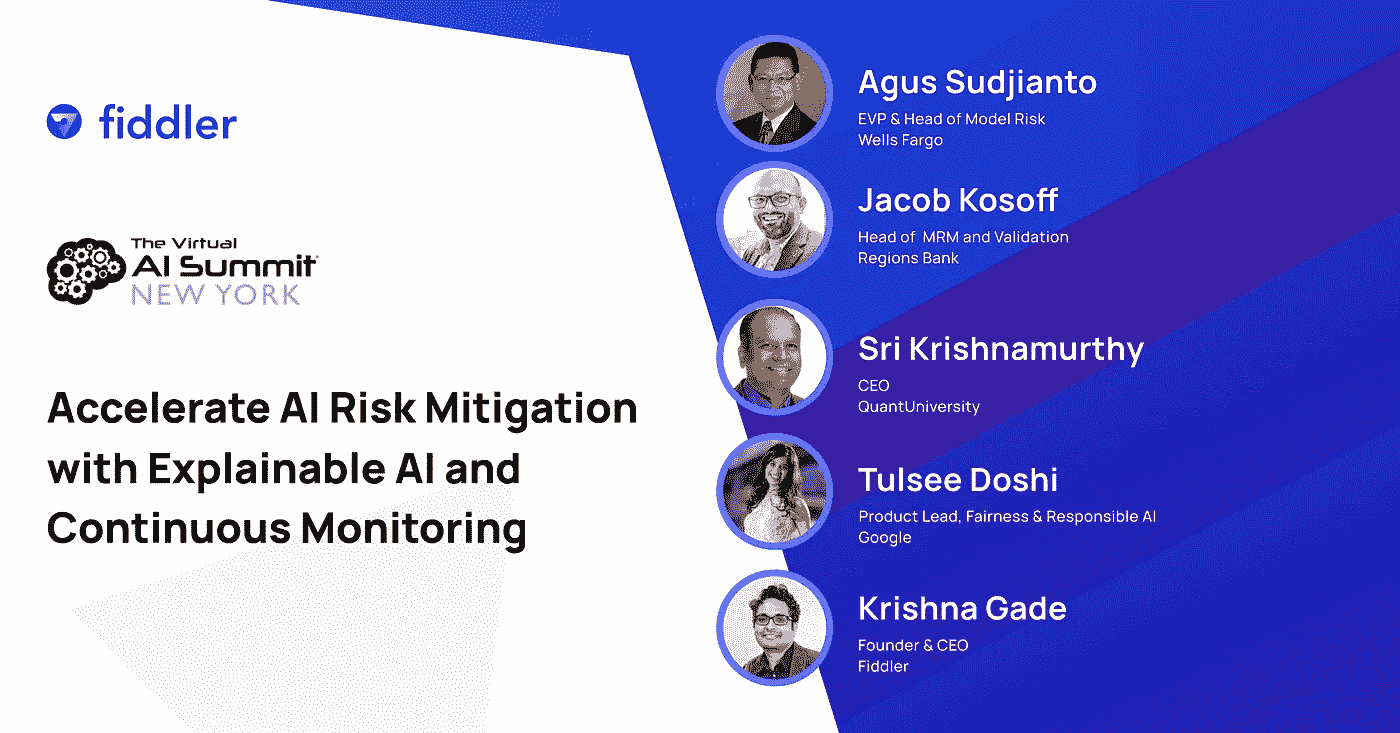 fiddler
The Virtual
AI Summit
NEW YORK
Accelerate AI Risk Mitigation
with Explainable AI and
Continuous Monitoring
Agus Sudjianto
EVP & Head of Model Risk
Wells Fargo
Jacob Kosoff
Head of MRM and Validation
Regions Bank
Sri Krishnamurthy
CEO
QuantUniversity
Tulsee Doshi
Product Lead, Fairness & Responsible AI
Google
Krishna Gade
Founder & CEO
Fiddler